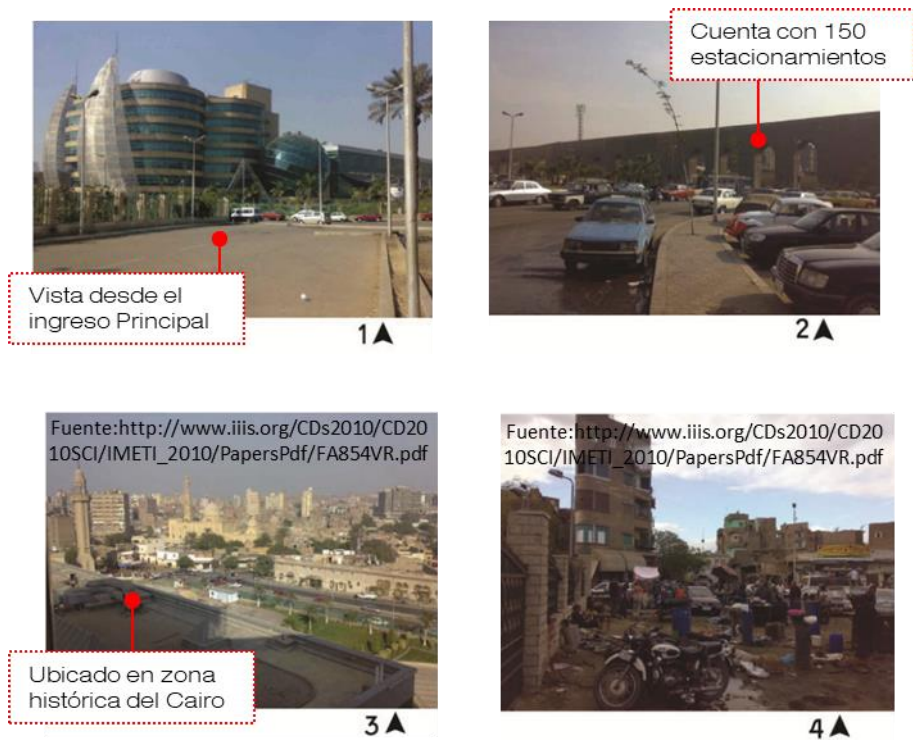 Cuenta con 150
estacionamientos
Vista desde el
ingreso Principal
1
2
Fuente:http://www.iiis.org/CDs2010/CD20
10SCI/IMETI_2010/PapersPdf/FA854VR.pdf
Fuente:http://www.iiis.org/CDs2010/CD20
10SCI/IMETI_2010/PapersPdf/FA854VR.pdf
Ubicado en zona
histórica del Cairo
3
4